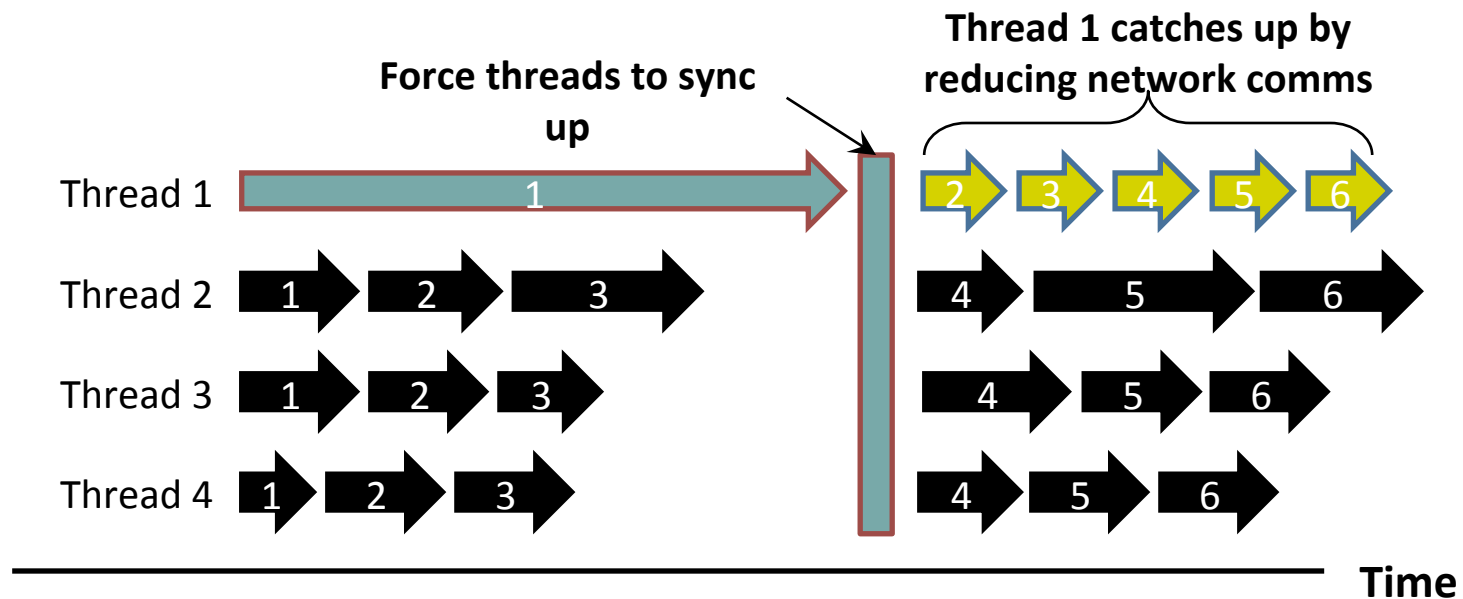 Thread 1 catches up by
reducing network comms
Force threads to sync
up
Thread 1 1 2 3 4 5 6
Thread 2 1 2 3 4 5 6
Thread 3 1 2 3 4 5 6
Thread 4 1 2 3 4 5 6
Time